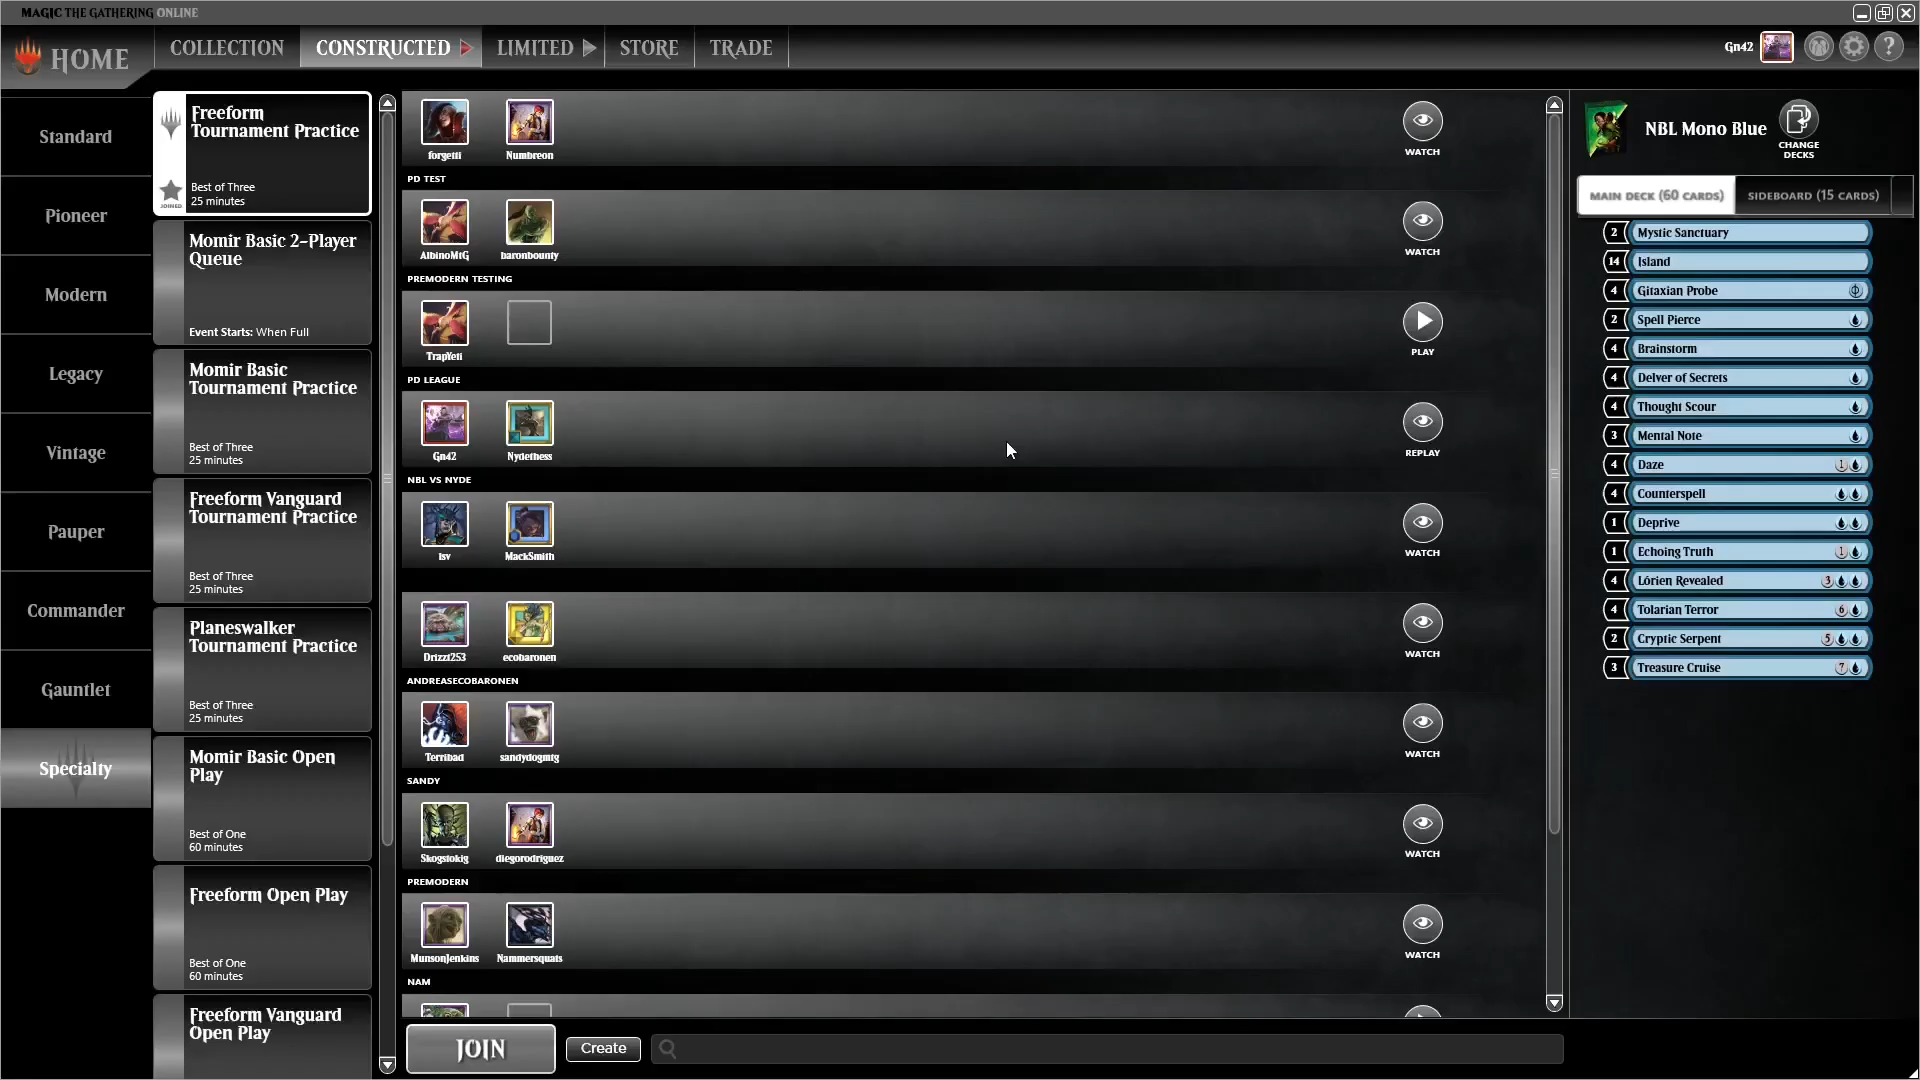 MAGIC THE GATHERING ONLINE
HOME
COLLECTION
CONSTRUCTED
LIMITED
STORE
TRADE
Gn42
?
Standard
Pioneer
Modern
Legacy
Vintage
Pauper
Commander
Gauntlet
Specialty
Freeform
Tournament Practice
JOINED
Best of Three
25 minutes
Momir Basic 2-Player
Queue
Event Starts: When Full
Momir Basic
Tournament Practice
Best of Three
25 minutes
Freeform Vanguard
Tournament Practice
Best of Three
25 minutes
Planeswalker
Tournament Practice
Best of Three
25 minutes
Momir Basic Open
Play
Best of One
60 minutes
Freeform Open Play
Best of One
60 minutes
Freeform Vanguard
Open Play
forgetti
Numbreon
WATCH
PD TEST
AlbinoMtG
baronbounty
WATCH
PREMODERN TESTING
TrapYeti
PLAY
PD LEAGUE
Gn42
Nydethess
REPLAY
NBL VS NYDE
lsv
MackSmith
WATCH
Drizzt253
ecobaronen
WATCH
ANDREASECOBARONEN
Terribad
sandydogmtg
WATCH
SANDY
Skogstokig
diegorodriguez
WATCH
PREMODERN
MunsonJenkins
Nammersquats
WATCH
NAM
JOIN
Create
NBL Mono Blue
CHANGE
DECKS
MAIN DECK (60 CARDS)
SIDEBOARD (15 CARDS)
2 Mystic Sanctuary
14 Island
4 Gitaxian Probe
2 Spell Pierce
4 Brainstorm
4 Delver of Secrets
4 Thought Scour
3 Mental Note
4 Daze 1
4 Counterspell
1 Deprive
1 Echoing Truth 1
4 Lórien Revealed 3
4 Tolarian Terror 6
2 Cryptic Serpent 5
3 Treasure Cruise 7